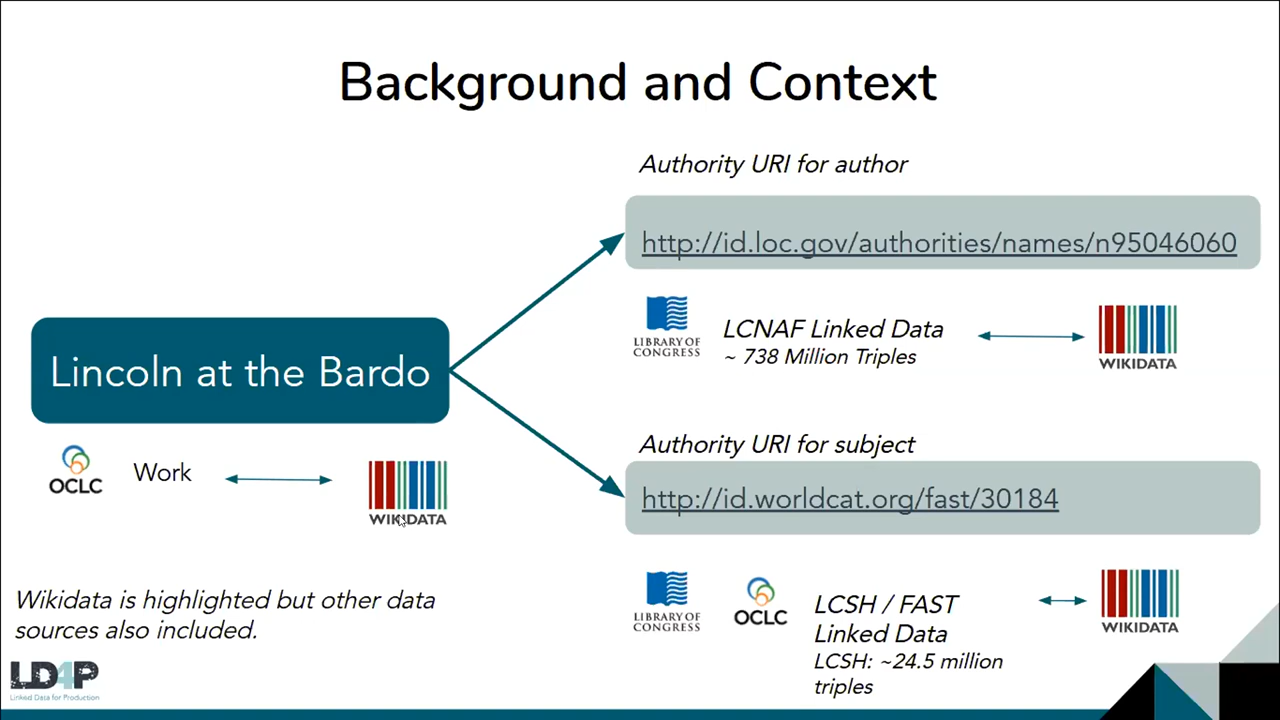 Background and Context
Authority URI for author
http://id.loc.gov/authorities/names/n95046060
LIBRARY OF
CONGRESS
LCNAF Linked Data
~ 738 Million Triples
WIKIDATA
Lincoln at the Bardo
OCLC
Work
WIKIDATA
Authority URI for subject
http://id.worldcat.org/fast/30184
LIBRARY OF
CONGRESS
OCLC
LCSH / FAST
Linked Data
LCSH: ~24.5 million
triples
WIKIDATA
Wikidata is highlighted but other data
sources also included.
LD4P
Linked Data for Production